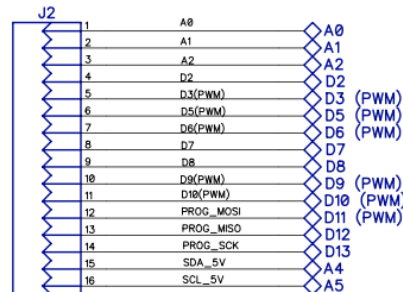 J2
1 A0 A0
2 A1 A1
3 A2 A2
4 D2 D2
5 D3(PWM) D3 (PWM)
6 D5(PWM) D5 (PWM)
7 D6(PWM) D6 (PWM)
8 D7 D7
9 D8 D8
10 D9(PWM) D9 (PWM)
11 D10(PWM) D10 (PWM)
12 PROG_MOSI D11 (PWM)
13 PROG_MISO D12
14 PROG_SCK D13
15 SDA_5V A4
16 SCL_5V A5